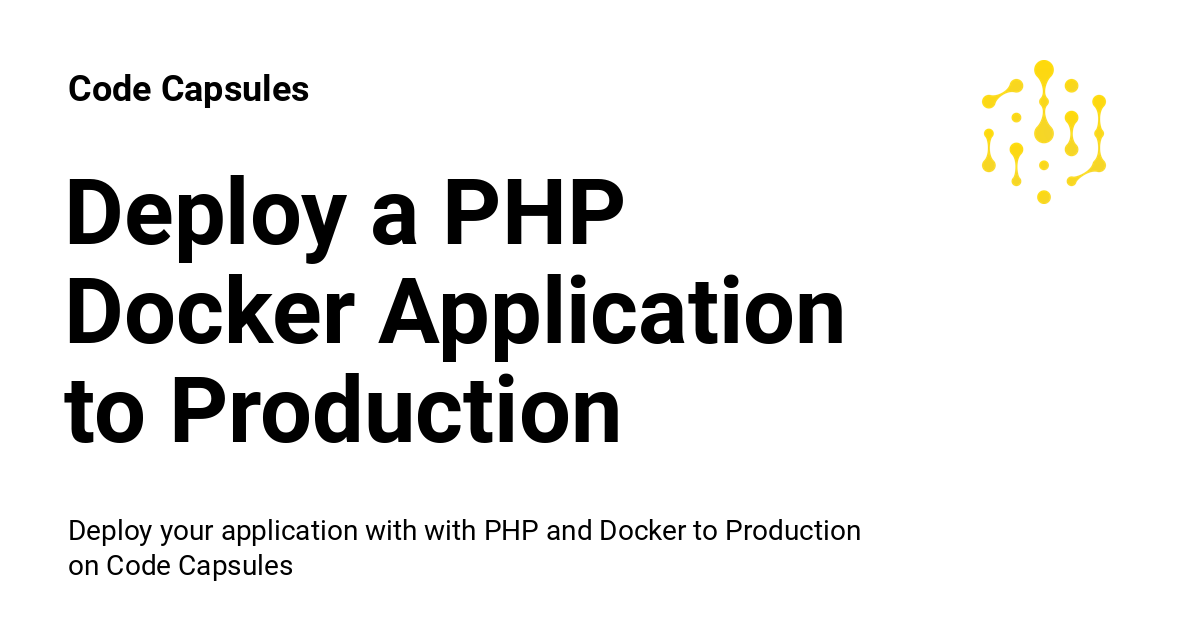 Code Capsules
Deploy a PHP
Docker Application
to Production
Deploy your application with with PHP and Docker to Production
on Code Capsules